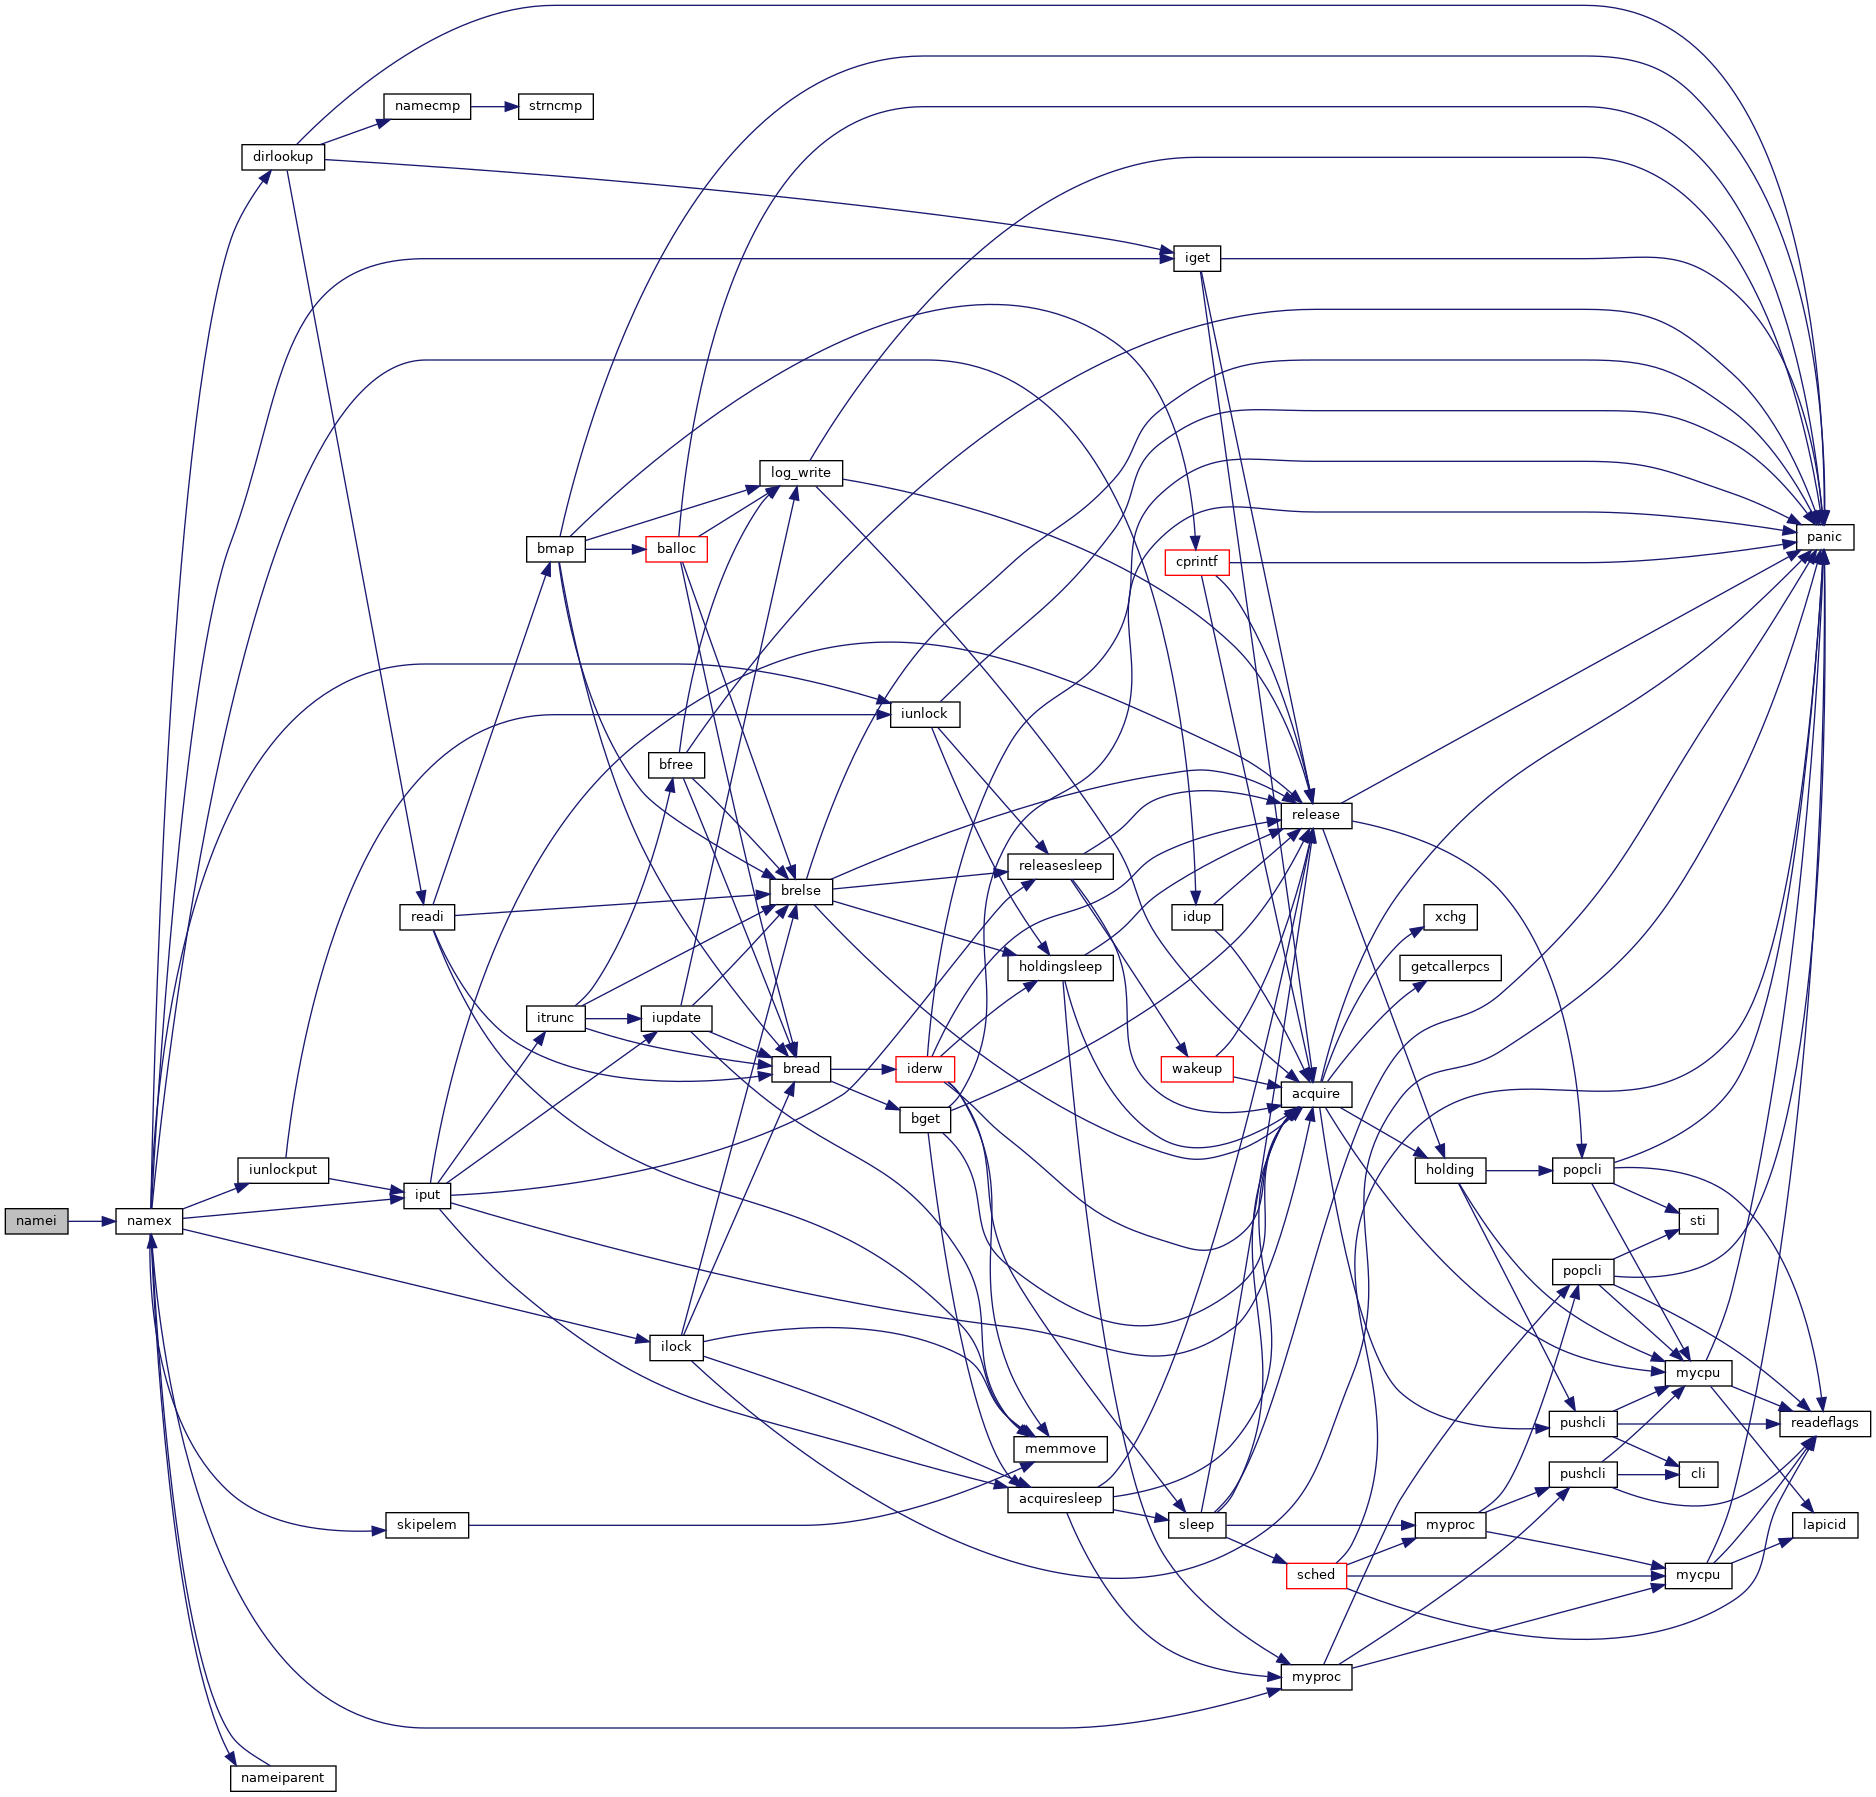 namecmp
strncmp
dirlookup
iget
log_write
panic
bmap
balloc
cprintf
iunlock
bfree
release
releasesleep
brelse
readi
idup
xchg
holdingsleep
getcallerpcs
itrunc
iupdate
bread
iderw
wakeup
acquire
bget
iunlockput
holding
popcli
iput
namei
namex
sti
popcli
ilock
mycpu
pushcli
readeflags
memmove
pushcli
cli
acquiresleep
skipelem
sleep
myproc
lapicid
sched
mycpu
myproc
nameiparent